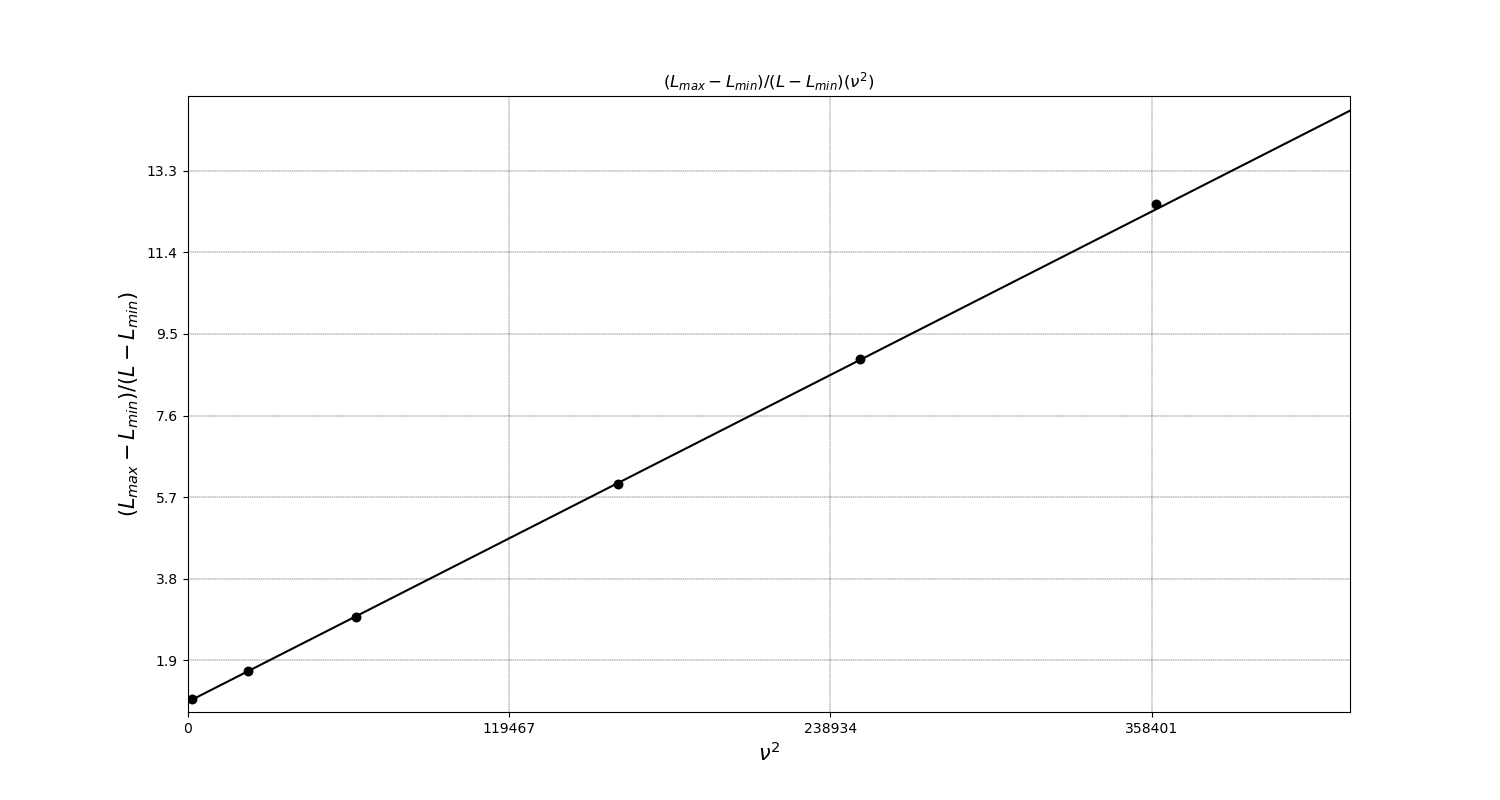 (L_max − L_min)/(L − L_min)(ν²)
(L_max − L_min)/(L − L_min)
13.3
11.4
9.5
7.6
5.7
3.8
1.9
0 119467 238934 358401
ν²